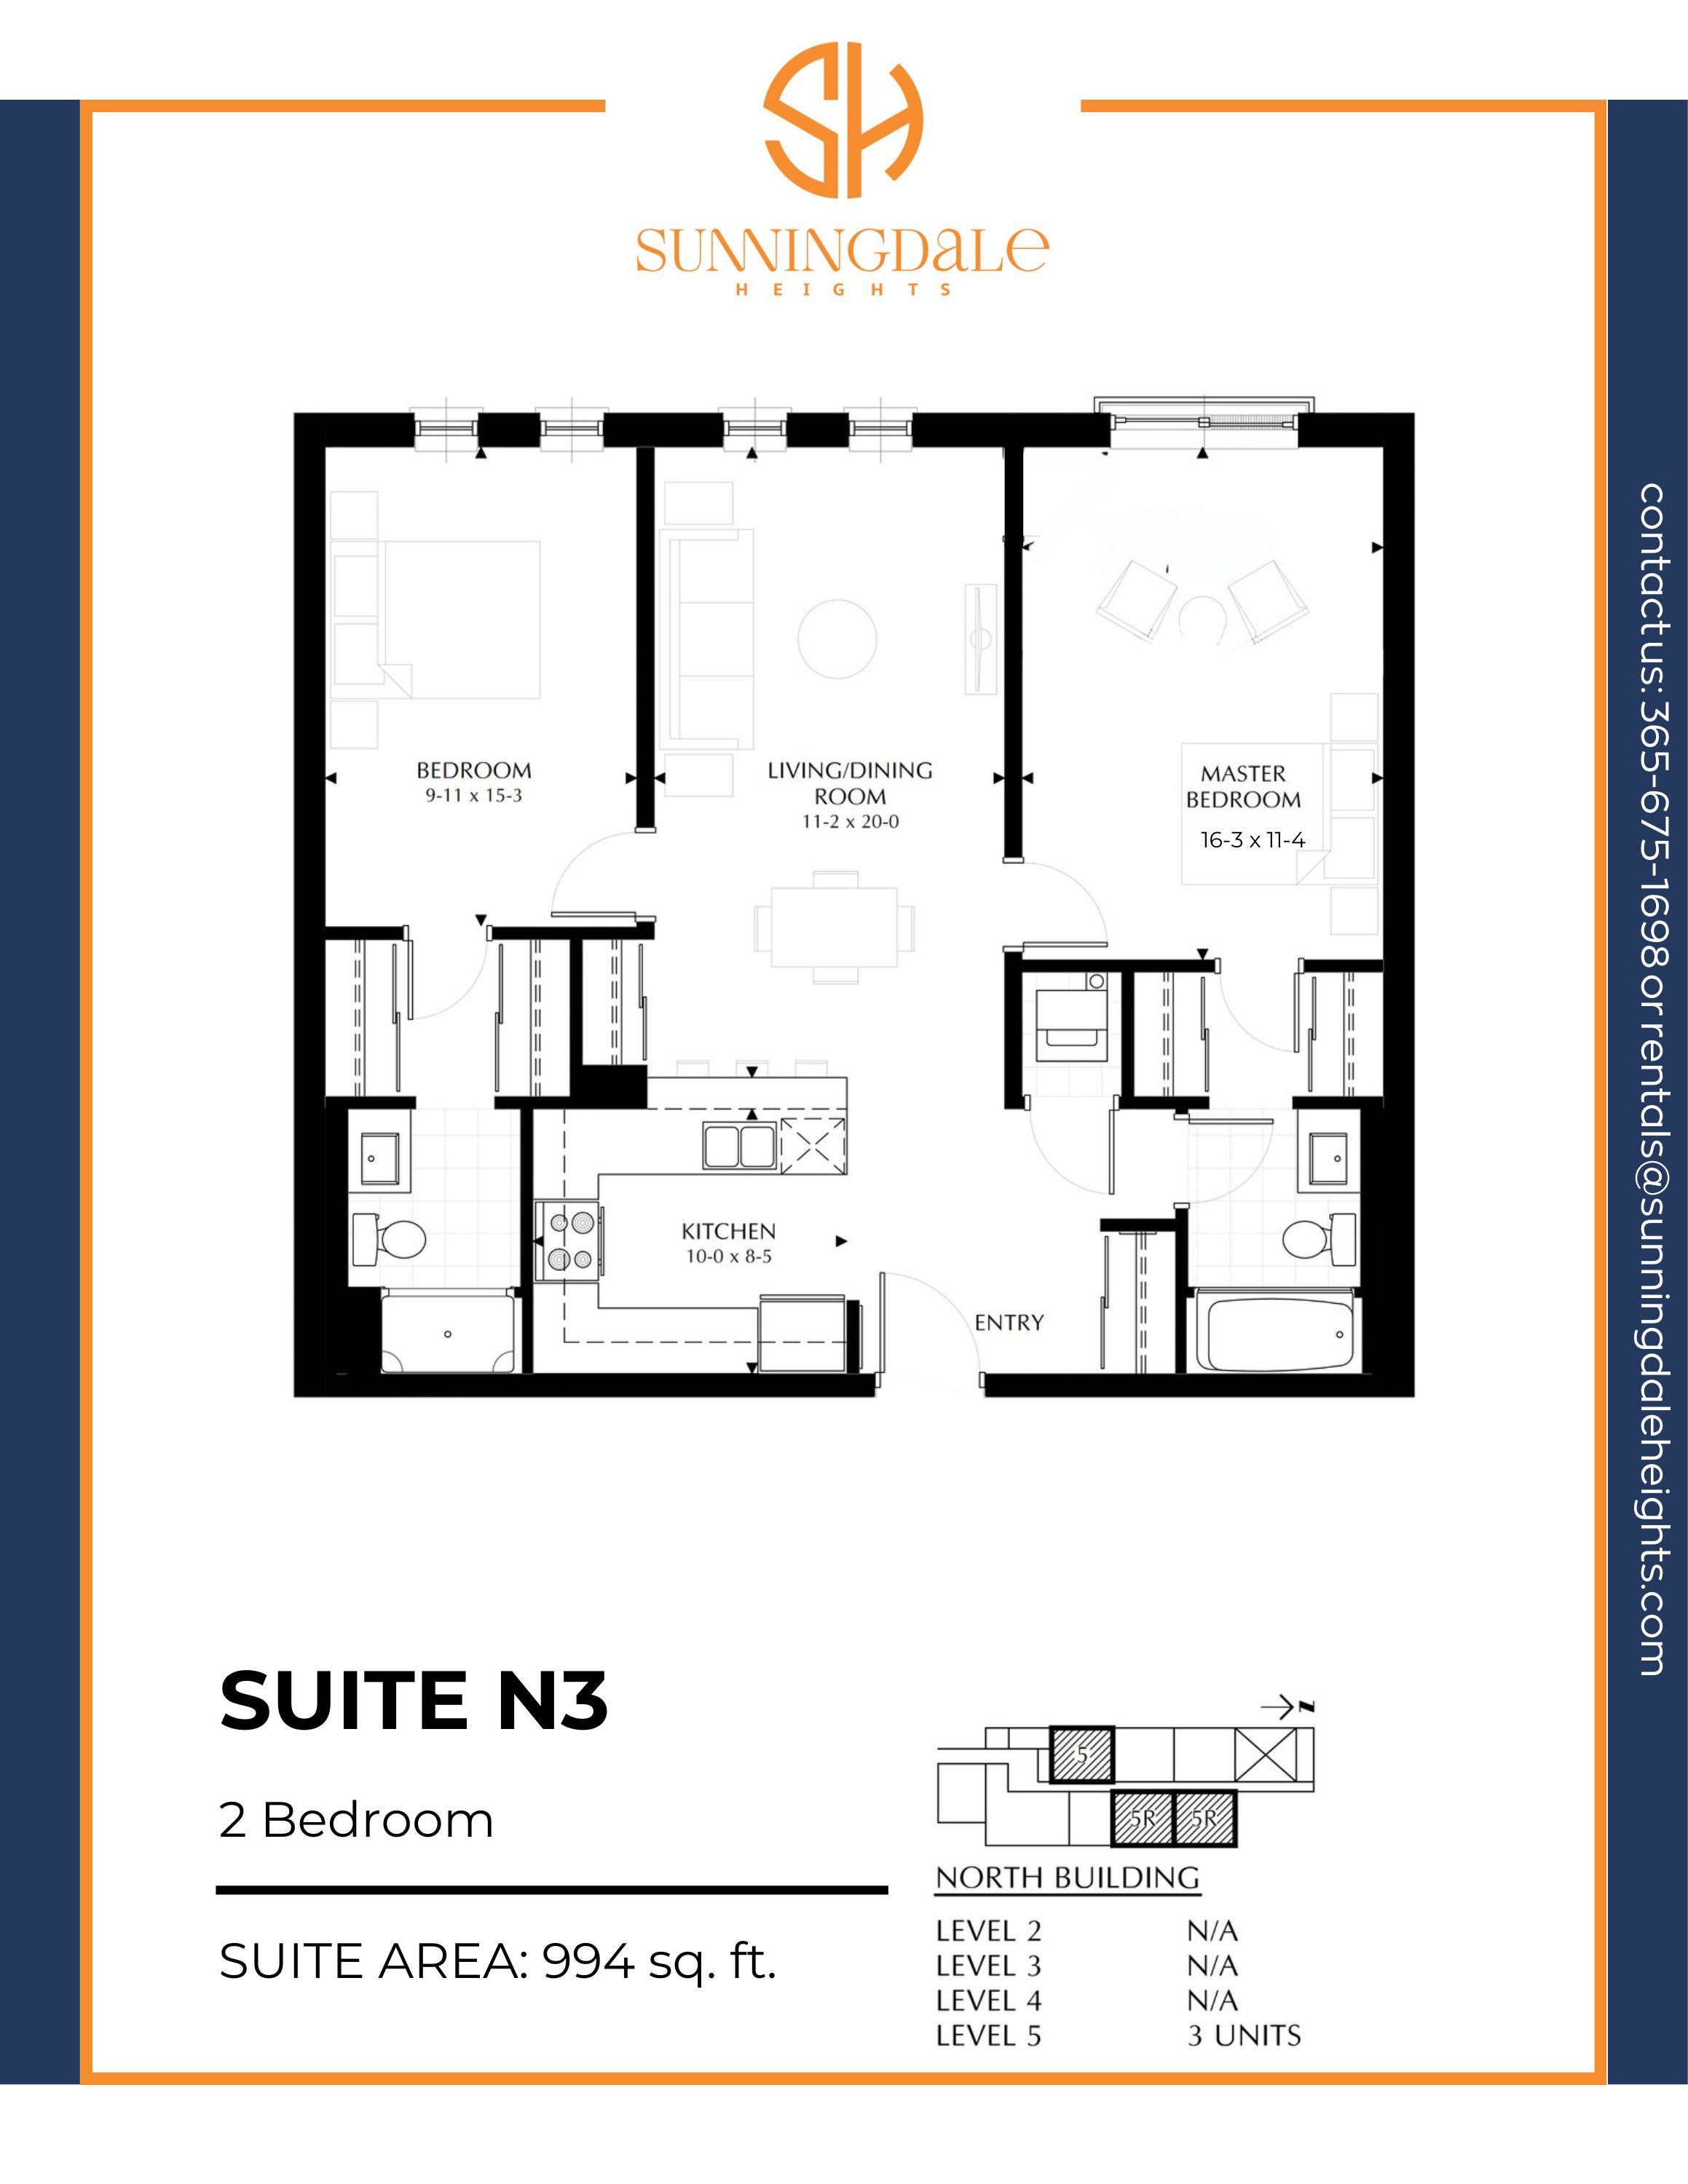 SH
SUNNINGDALE
HEIGHTS
BEDROOM
9-11 x 15-3
LIVING/DINING
ROOM
11-2 x 20-0
MASTER
BEDROOM
16-3 x 11-4
KITCHEN
10-0 x 8-5
ENTRY
contact us: 365-675-1698 or rentals@sunningdaleheights.com
SUITE N3
2 Bedroom
SUITE AREA: 994 sq. ft.
N
5
5R 5R
NORTH BUILDING
LEVEL 2 N/A
LEVEL 3 N/A
LEVEL 4 N/A
LEVEL 5 3 UNITS